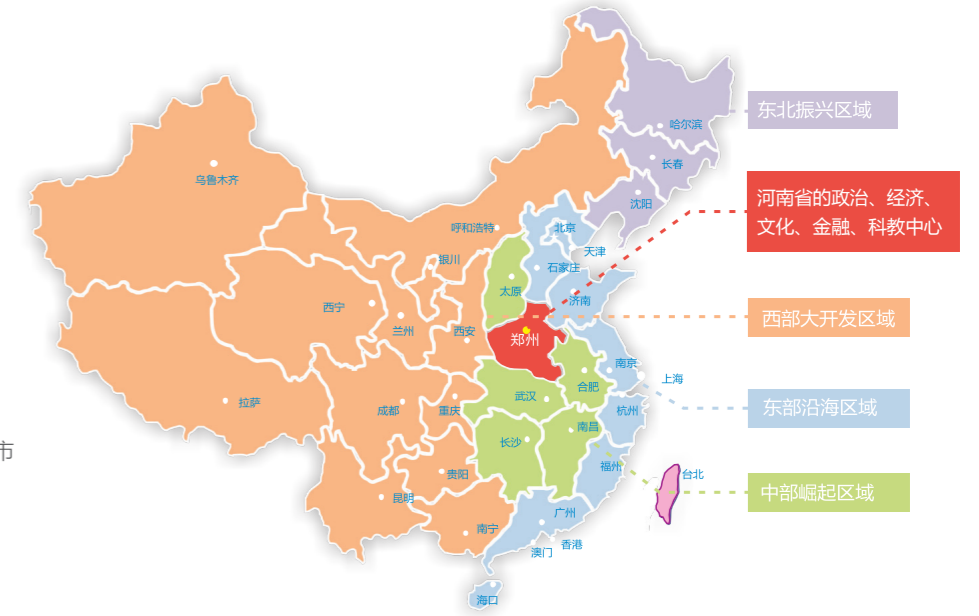 哈尔滨
东北振兴区域
长春
乌鲁木齐
沈阳
河南省的政治、经济、
文化、金融、科教中心
呼和浩特
北京
天津
银川
石家庄
太原
济南
西宁
兰州
西安
郑州
西部大开发区域
南京
上海
合肥
拉萨
成都
重庆
武汉
杭州
东部沿海区域
长沙
南昌
市
贵阳
福州
台北
昆明
中部崛起区域
南宁
广州
澳门
香港
海口